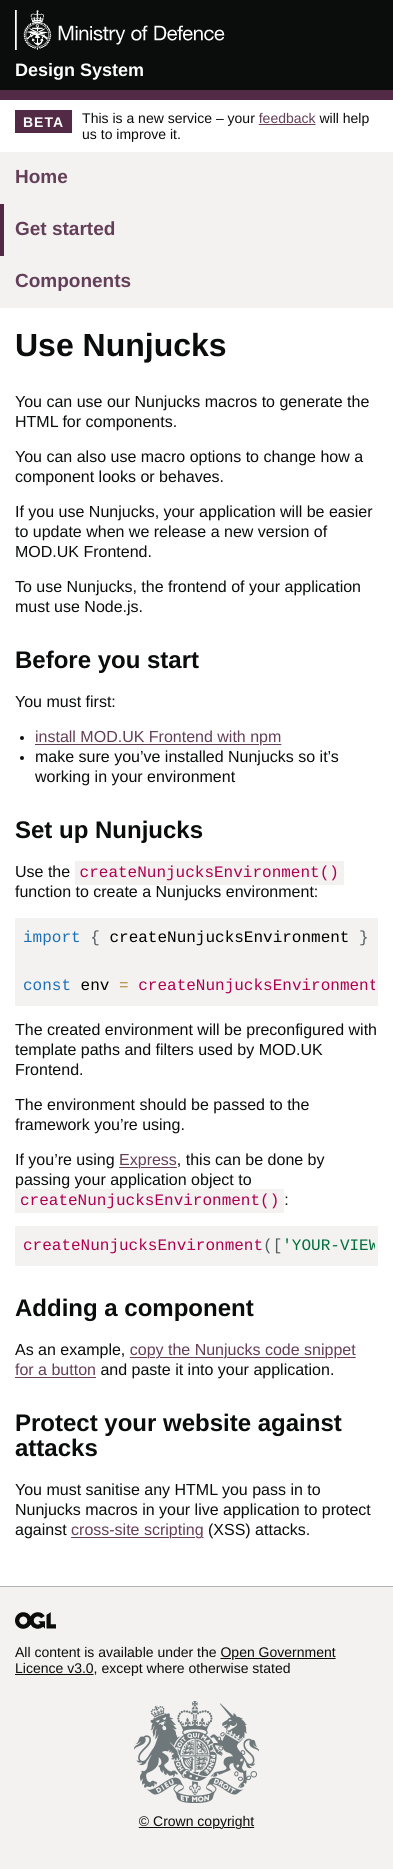 Ministry of Defence
Design System
BETA
This is a new service – your feedback will help
us to improve it.
Home
Get started
Components
Use Nunjucks
You can use our Nunjucks macros to generate the
HTML for components.
You can also use macro options to change how a
component looks or behaves.
If you use Nunjucks, your application will be easier
to update when we release a new version of
MOD.UK Frontend.
To use Nunjucks, the frontend of your application
must use Node.js.
Before you start
You must first:
• install MOD.UK Frontend with npm
• make sure you’ve installed Nunjucks so it’s
working in your environment
Set up Nunjucks
Use the createNunjucksEnvironment()
function to create a Nunjucks environment:
import { createNunjucksEnvironment }
const env = createNunjucksEnvironment
The created environment will be preconfigured with
template paths and filters used by MOD.UK
Frontend.
The environment should be passed to the
framework you’re using.
If you’re using Express, this can be done by
passing your application object to
createNunjucksEnvironment():
createNunjucksEnvironment(['YOUR-VIEW
Adding a component
As an example, copy the Nunjucks code snippet
for a button and paste it into your application.
Protect your website against
attacks
You must sanitise any HTML you pass in to
Nunjucks macros in your live application to protect
against cross-site scripting (XSS) attacks.
OGL
All content is available under the Open Government
Licence v3.0, except where otherwise stated
DIEU ET MON DROIT
© Crown copyright